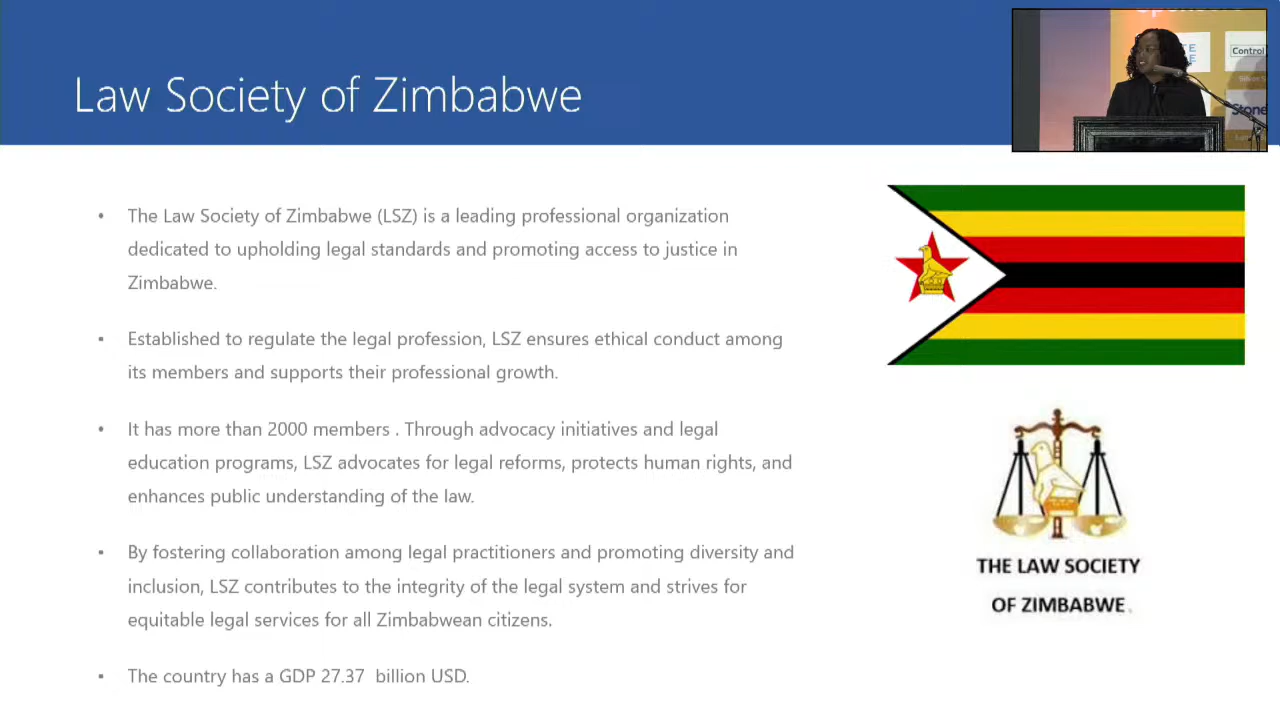 Law Society of Zimbabwe
Control
Stone
• The Law Society of Zimbabwe (LSZ) is a leading professional organization
dedicated to upholding legal standards and promoting access to justice in
Zimbabwe.
▪ Established to regulate the legal profession, LSZ ensures ethical conduct among
its members and supports their professional growth.
• It has more than 2000 members . Through advocacy initiatives and legal
education programs, LSZ advocates for legal reforms, protects human rights, and
enhances public understanding of the law.
▪ By fostering collaboration among legal practitioners and promoting diversity and
inclusion, LSZ contributes to the integrity of the legal system and strives for
equitable legal services for all Zimbabwean citizens.
▪ The country has a GDP 27.37 billion USD.
THE LAW SOCIETY
OF ZIMBABWE